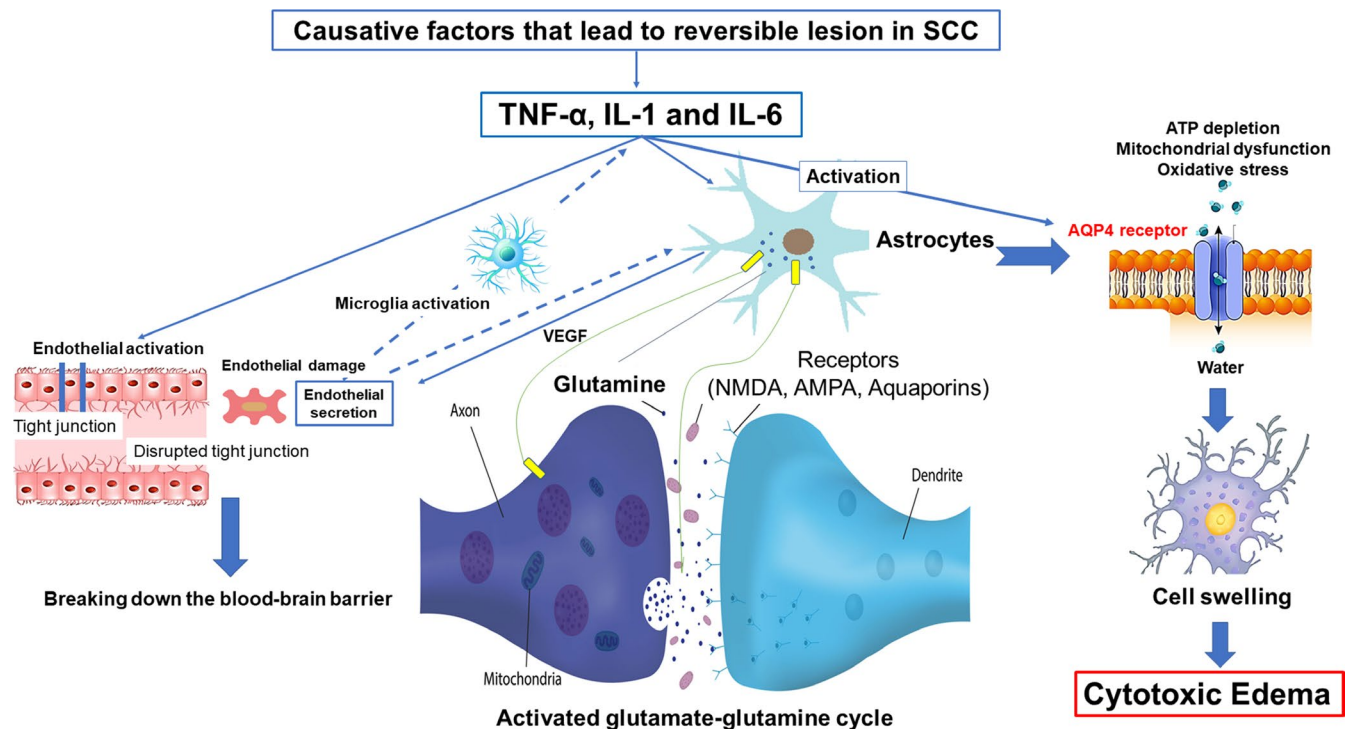 Causative factors that lead to reversible lesion in SCC
TNF-α, IL-1 and IL-6
ATP depletion
Mitochondrial dysfunction
Oxidative stress
Activation
AQP4 receptor
Astrocytes
Microglia activation
VEGF
Endothelial activation
Endothelial damage
Endothelial
secretion
Water
Receptors
(NMDA, AMPA, Aquaporins)
Glutamine
Axon
Tight junction
Disrupted tight junction
Dendrite
Breaking down the blood-brain barrier
Cell swelling
Mitochondria
Cytotoxic Edema
Activated glutamate-glutamine cycle